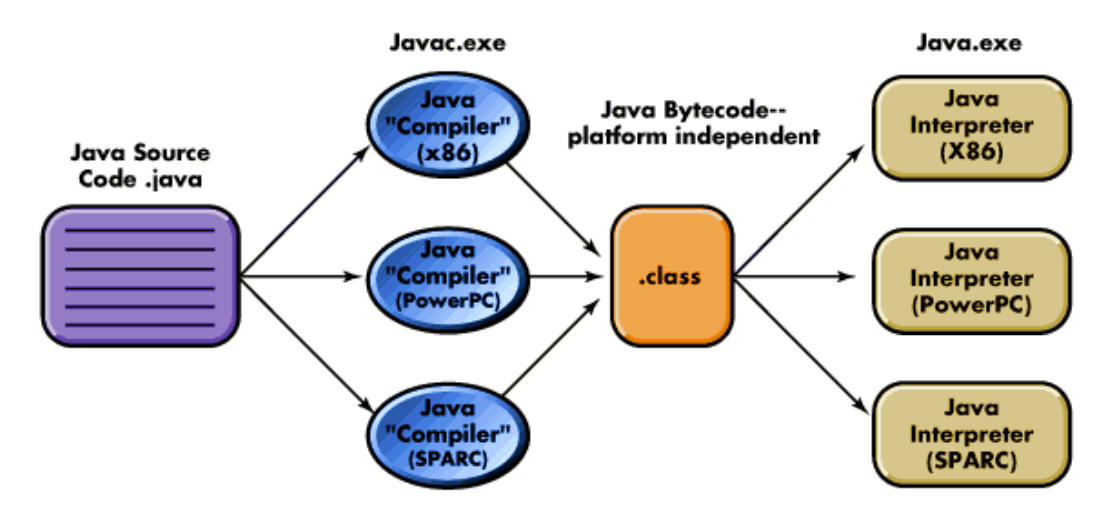 Java Source
Code .java
Javac.exe
Java
"Compiler"
(x86)
Java
"Compiler"
(PowerPC)
Java
"Compiler"
(SPARC)
Java Bytecode--
platform independent
.class
Java.exe
Java
Interpreter
(X86)
Java
Interpreter
(PowerPC)
Java
Interpreter
(SPARC)